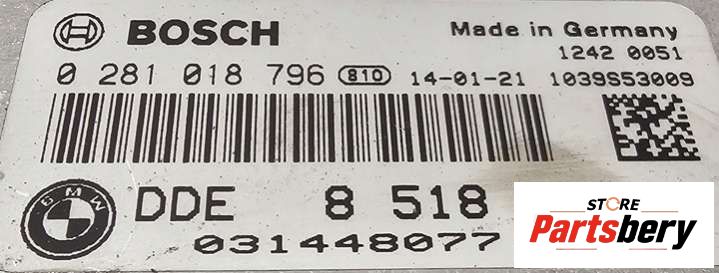 BOSCH
Made in Germany
1242 0051
0 281 018 796 810 14-01-21 1039S53009
BMW
DDE 8 518
031448077
STORE
Partsbery